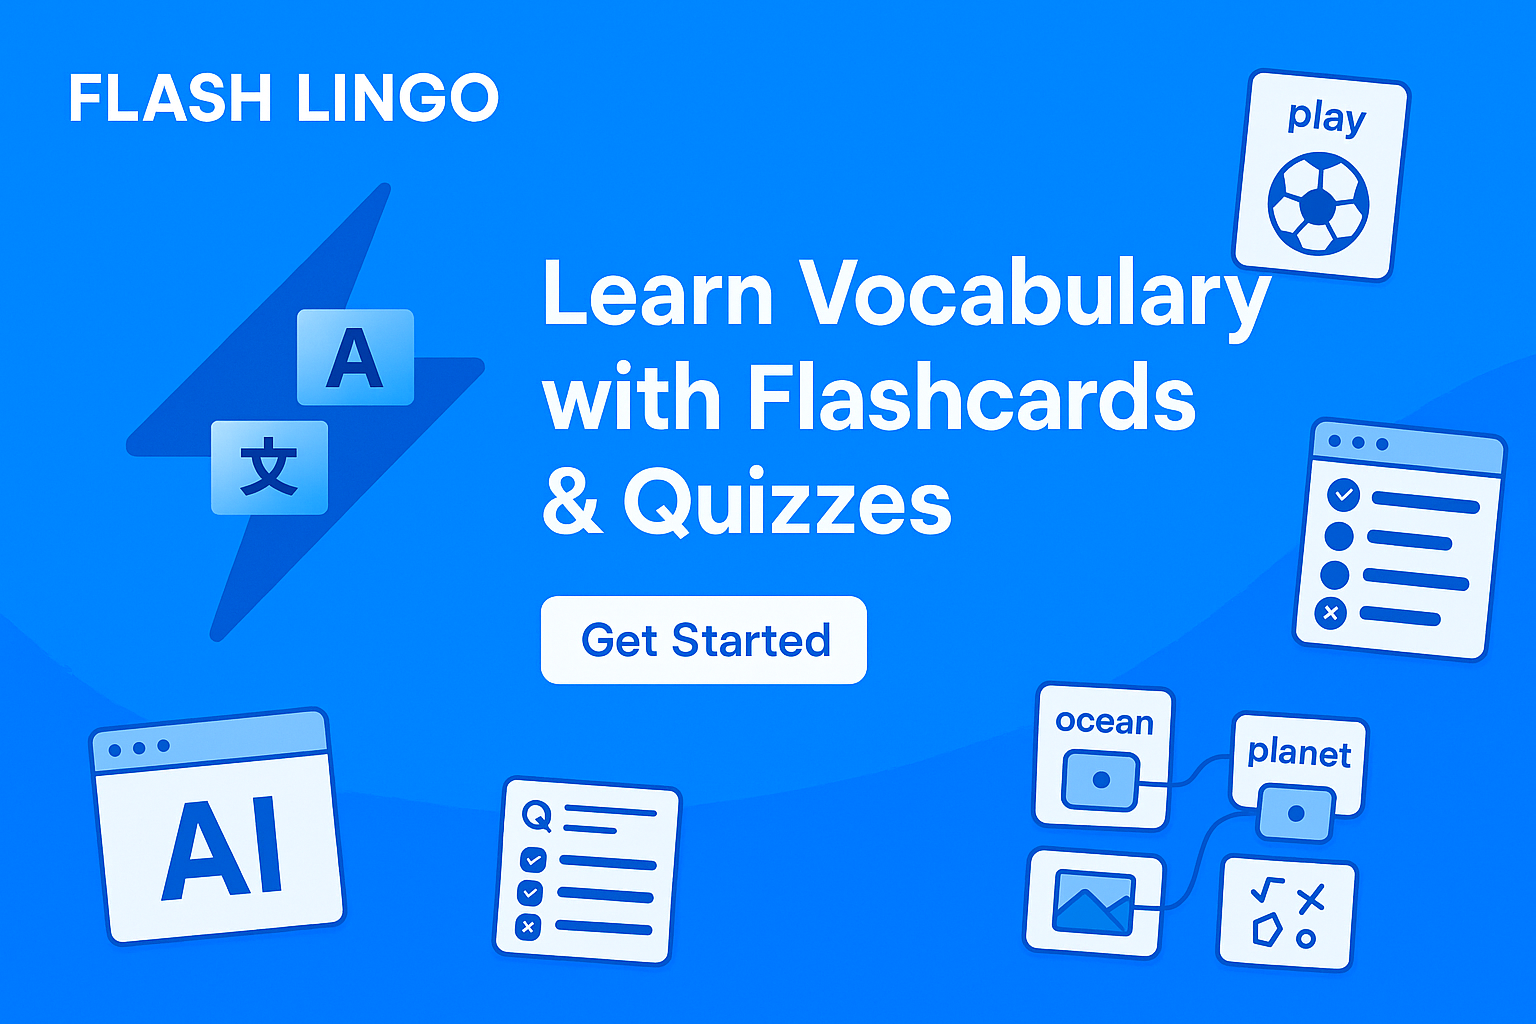 FLASH LINGO
play
A
文
Learn Vocabulary
with Flashcards
& Quizzes
Get Started
AI
Q
ocean
planet